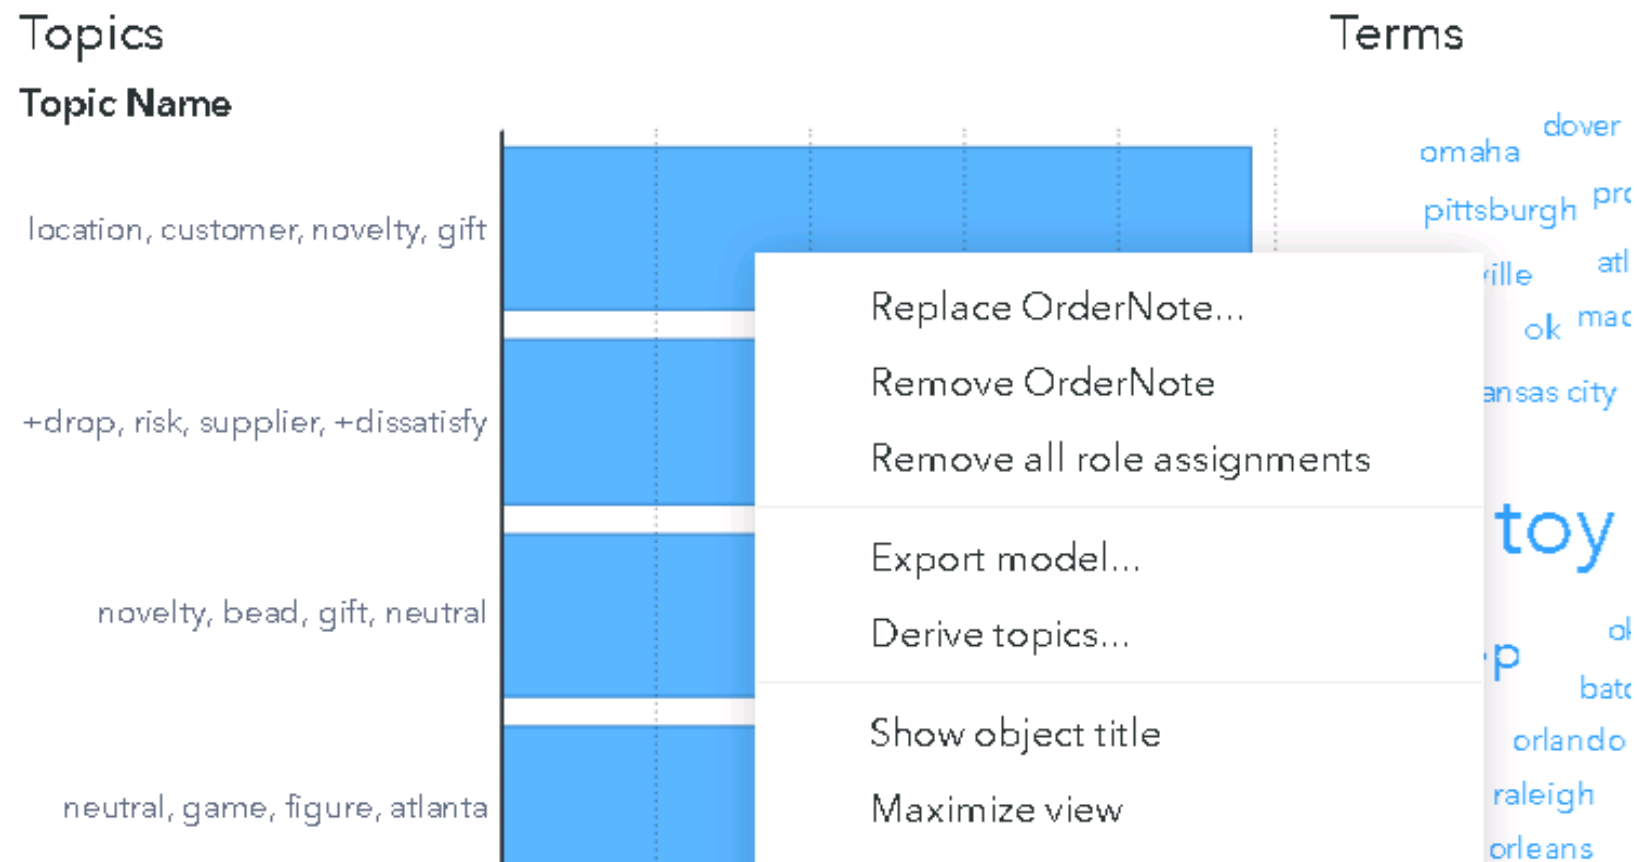 Topics
Topic Name
location, customer, novelty, gift
+drop, risk, supplier, +dissatisfy
novelty, bead, gift, neutral
neutral, game, figure, atlanta
Replace OrderNote...
Remove OrderNote
Remove all role assignments
Export model...
Derive topics...
Show object title
Maximize view
Terms
dover
omaha
pittsburgh
ok
city
toy
orlando
raleigh
orleans